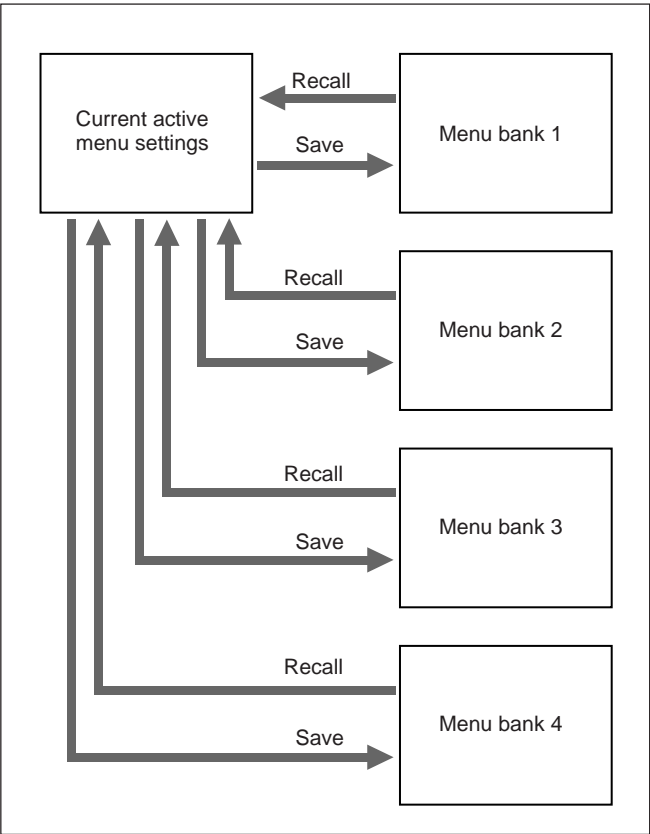 Current active
menu settings
Recall
Save
Menu bank 1
Recall
Save
Menu bank 2
Recall
Save
Menu bank 3
Recall
Save
Menu bank 4